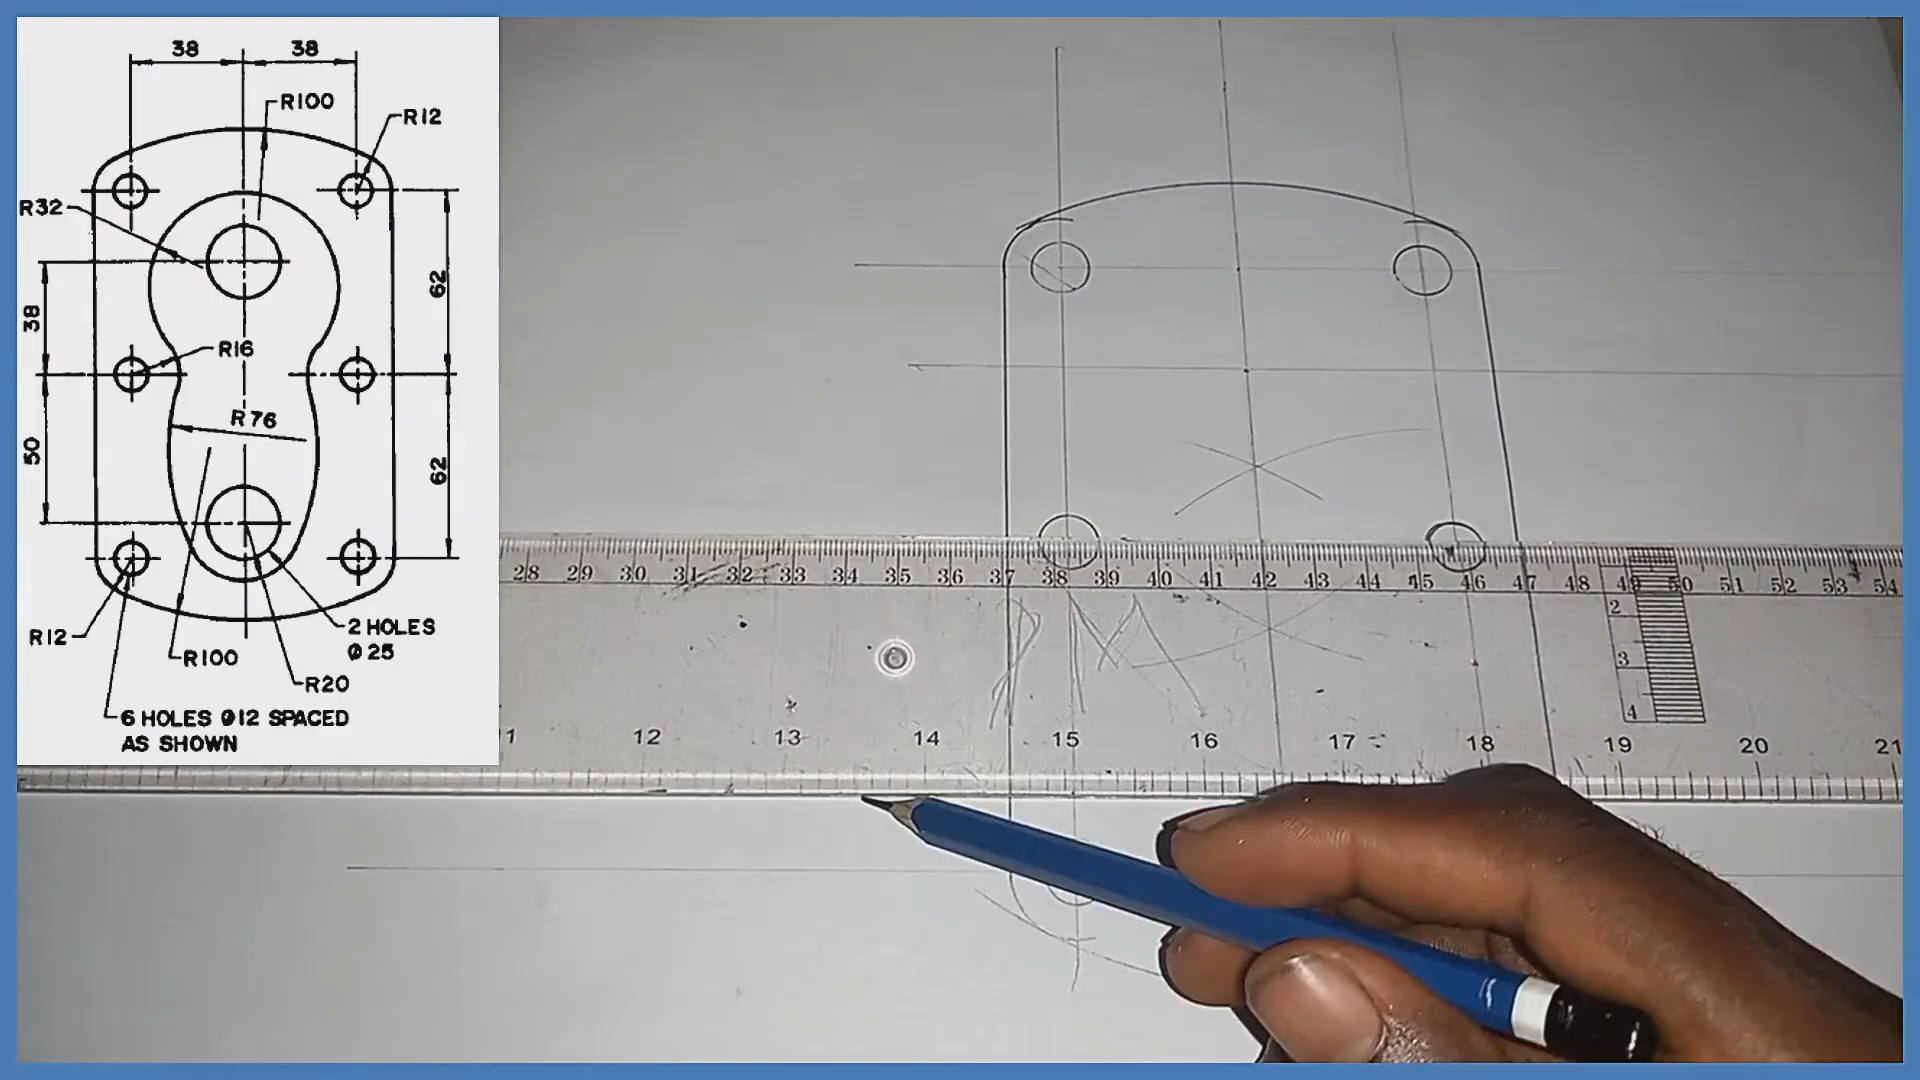 38 38
R100
R12
R32
62
38
R16
R76
50
62
2 HOLES
Ø 25
R12
R100
R20
6 HOLES Ø12 SPACED
AS SHOWN
28 29 30 31 32 33 34 35 36 37 38 39 40 41 42 43 44 45 46 47 48 49 50 51 52 53 54
2
3
4
11 12 13 14 15 16 17 18 19 20 21